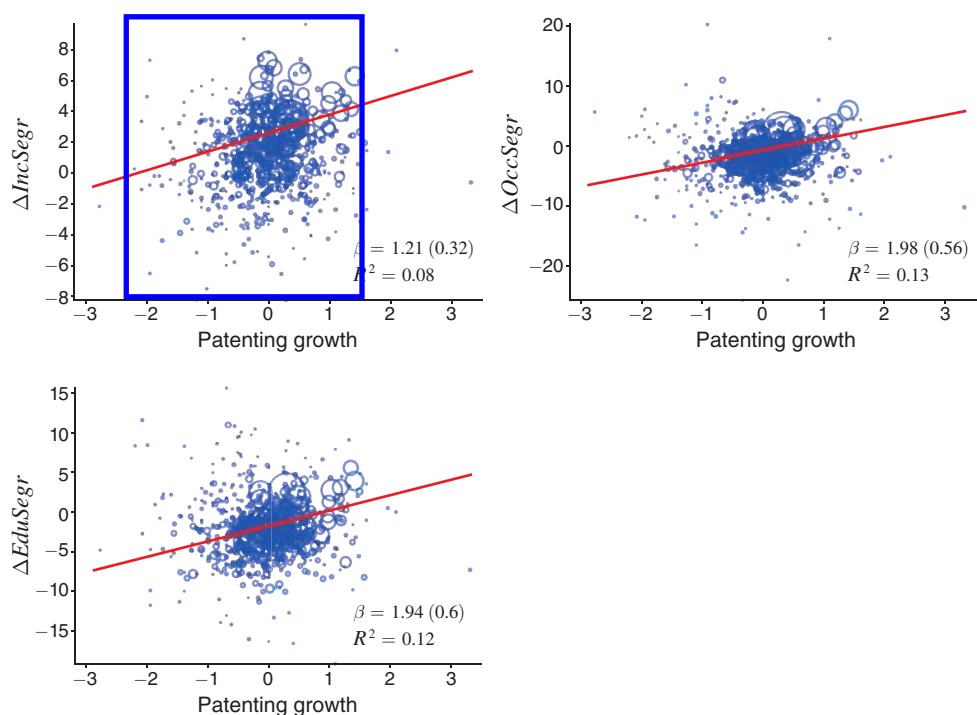 ΔIncSegr
8
6
4
2
0
−2
−4
−6
−8
β = 1.21 (0.32)
R² = 0.08
−3 −2 −1 0 1 2 3
Patenting growth
ΔOccSegr
20
10
0
−10
−20
β = 1.98 (0.56)
R² = 0.13
−3 −2 −1 0 1 2 3
Patenting growth
ΔEduSegr
15
10
5
0
−5
−10
−15
β = 1.94 (0.6)
R² = 0.12
−3 −2 −1 0 1 2 3
Patenting growth